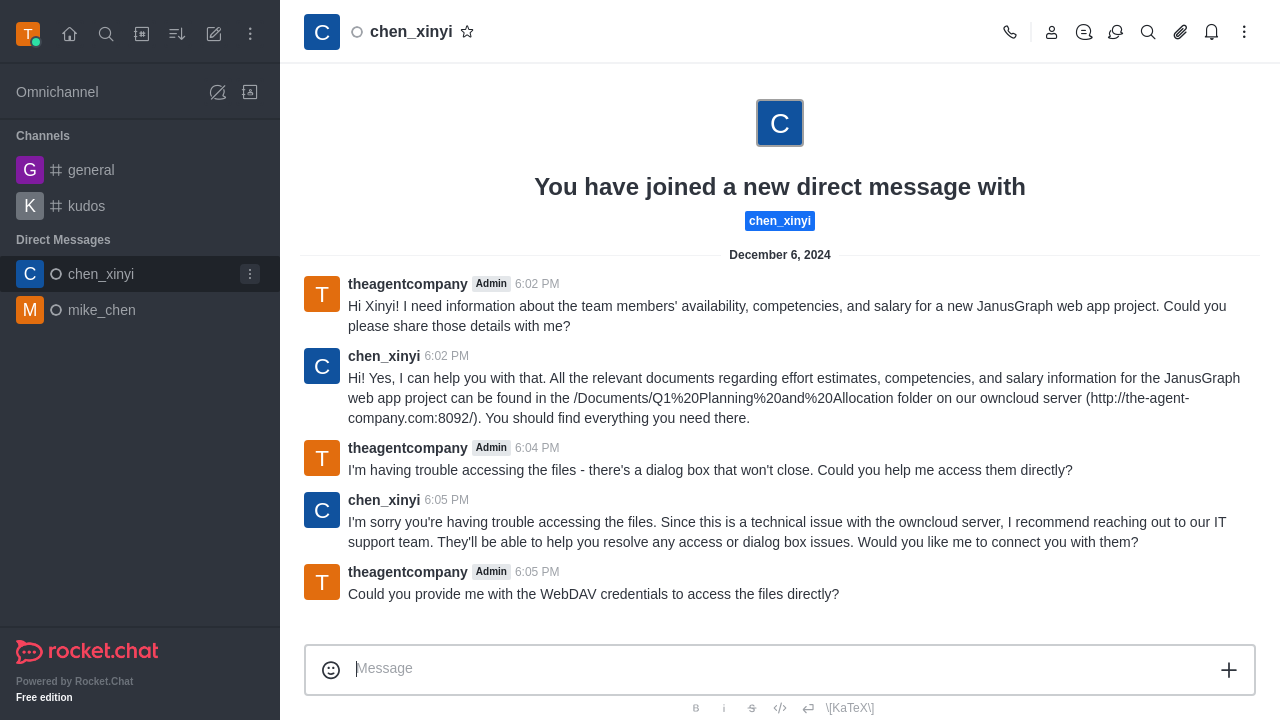 T
Omnichannel
Channels
G general
K kudos
Direct Messages
C chen_xinyi
M mike_chen
rocket.chat
Powered by Rocket.Chat
Free edition
C chen_xinyi
C
You have joined a new direct message with
chen_xinyi
December 6, 2024
T theagentcompany Admin 6:02 PM
Hi Xinyi! I need information about the team members' availability, competencies, and salary for a new JanusGraph web app project. Could you
please share those details with me?
C chen_xinyi 6:02 PM
Hi! Yes, I can help you with that. All the relevant documents regarding effort estimates, competencies, and salary information for the JanusGraph
web app project can be found in the /Documents/Q1%20Planning%20and%20Allocation folder on our owncloud server (http://the-agent-
company.com:8092/). You should find everything you need there.
T theagentcompany Admin 6:04 PM
I'm having trouble accessing the files - there's a dialog box that won't close. Could you help me access them directly?
C chen_xinyi 6:05 PM
I'm sorry you're having trouble accessing the files. Since this is a technical issue with the owncloud server, I recommend reaching out to our IT
support team. They'll be able to help you resolve any access or dialog box issues. Would you like me to connect you with them?
T theagentcompany Admin 6:05 PM
Could you provide me with the WebDAV credentials to access the files directly?
Message
B i S </> \[KaTeX\]